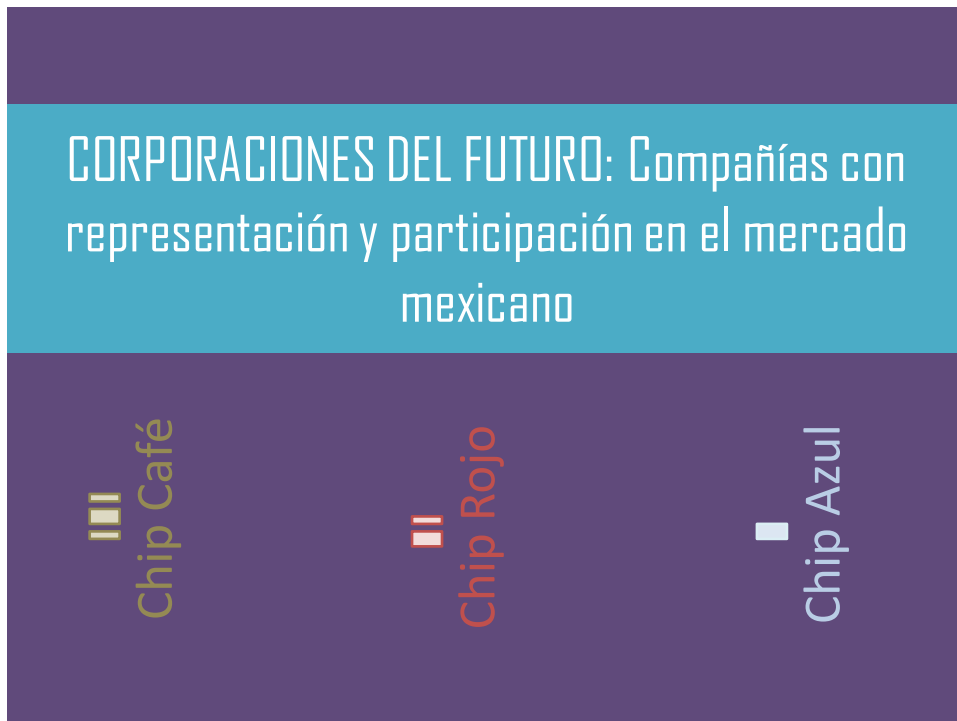 CORPORACIONES DEL FUTURO: Compañías con
representación y participación en el mercado
mexicano
Chip Café
Chip Rojo
Chip Azul